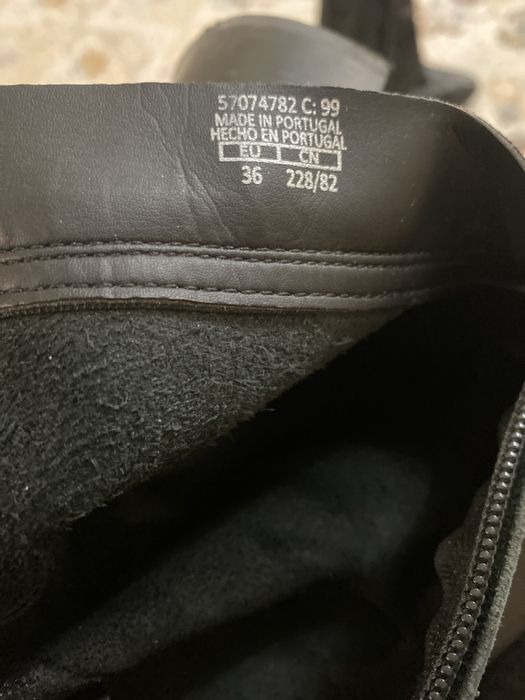 57074782 C: 99
MADE IN PORTUGAL
HECHO EN PORTUGAL
EU CN
36 228/82